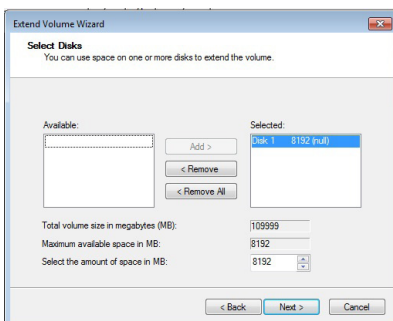 Extend Volume Wizard
Select Disks
You can use space on one or more disks to extend the volume.
Available:
Selected:
Disk 1 8192 (null)
Add >
< Remove
< Remove All
Total volume size in megabytes (MB): 109999
Maximum available space in MB: 8192
Select the amount of space in MB: 8192
< Back Next > Cancel